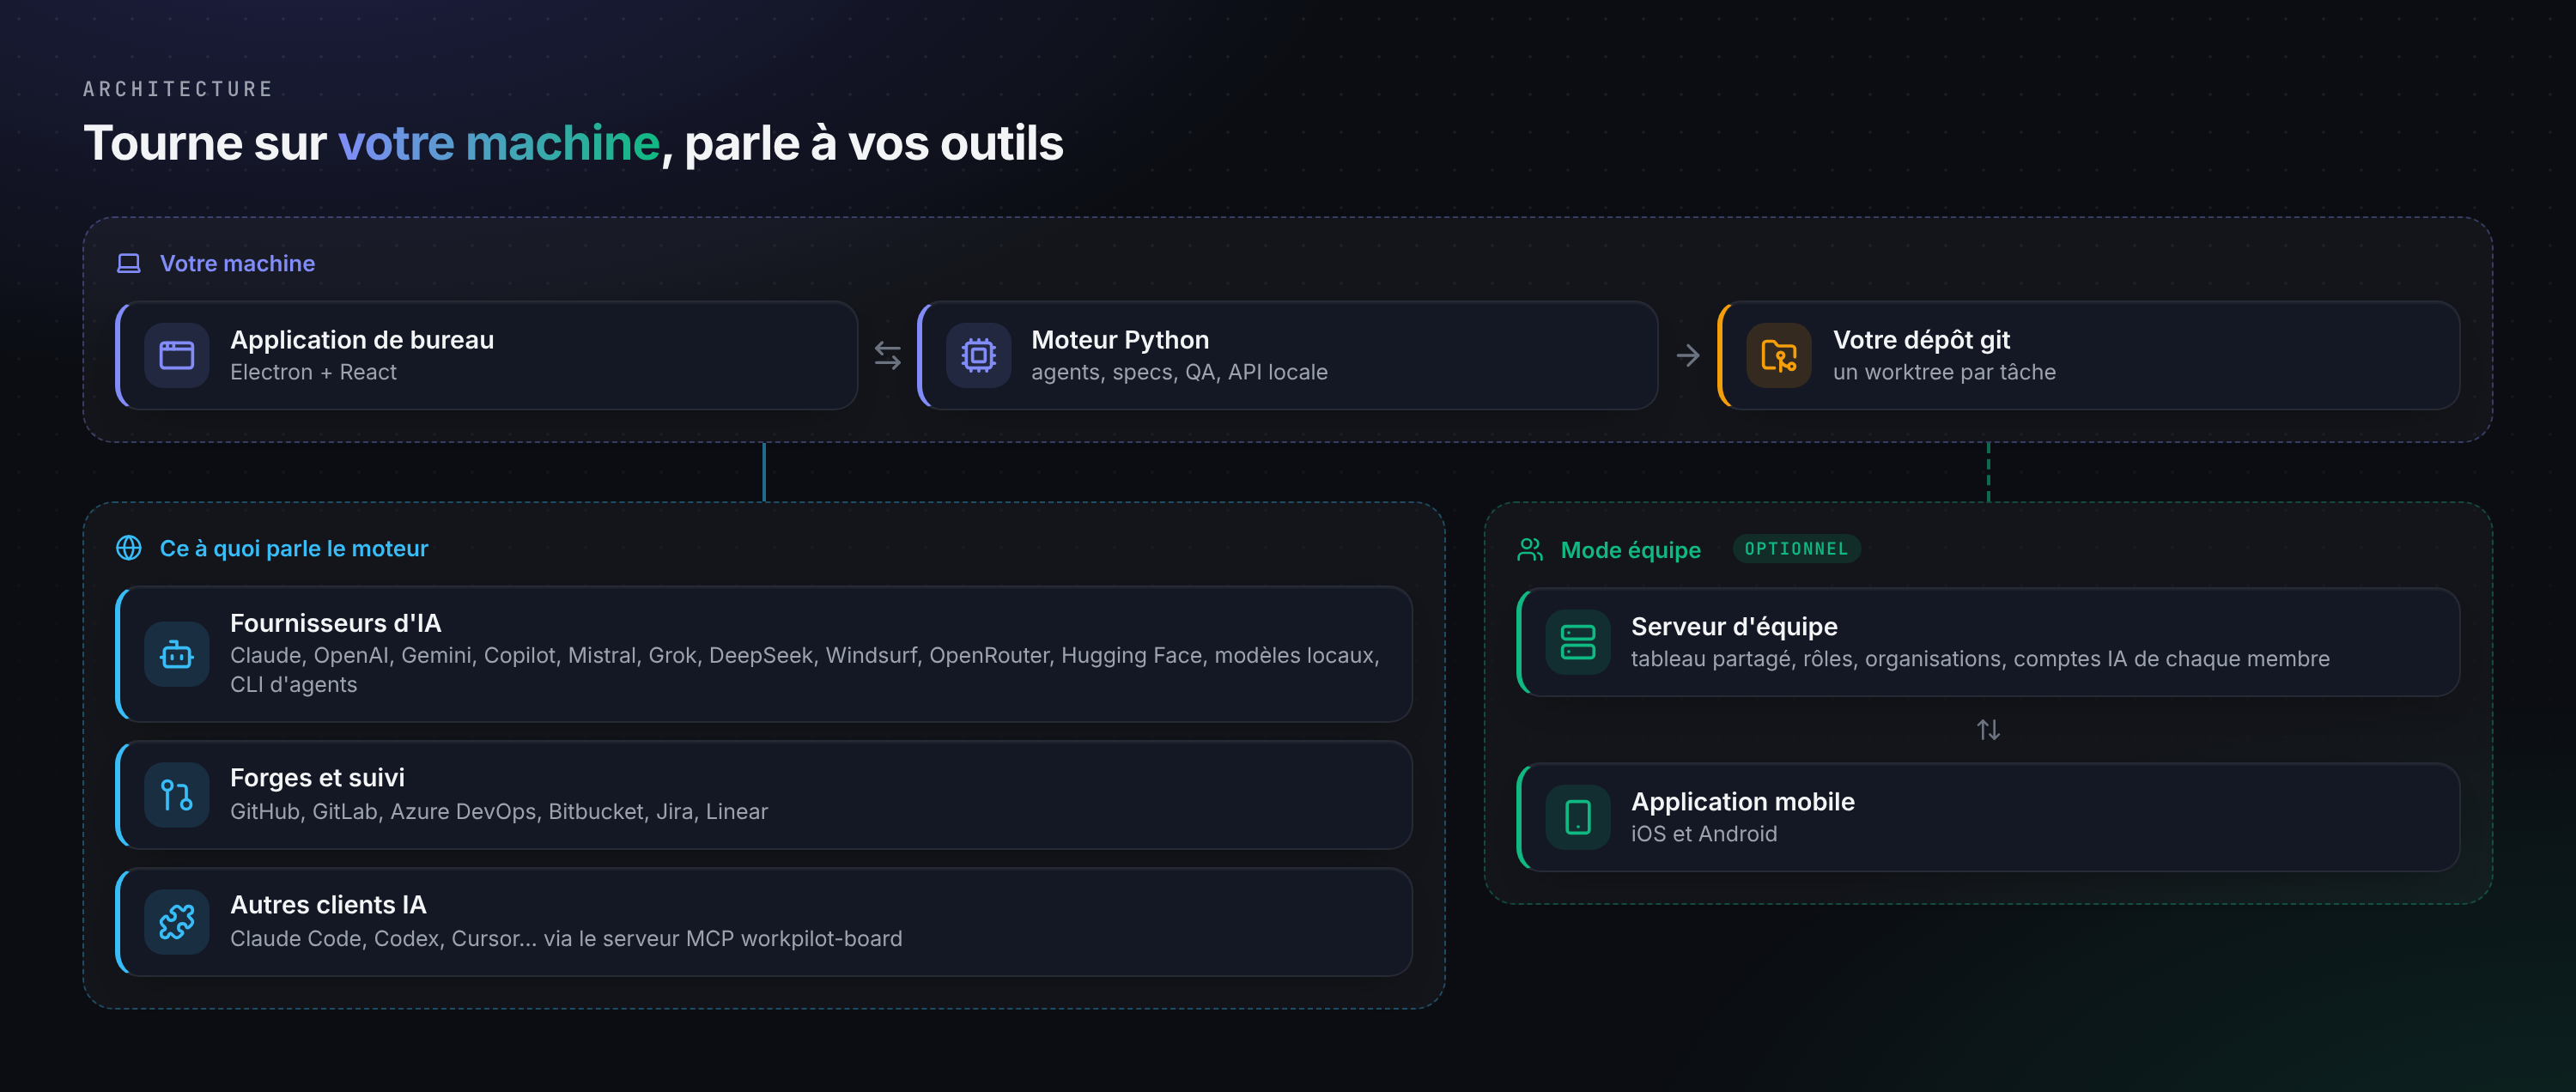 ARCHITECTURE
Tourne sur votre machine, parle à vos outils
Votre machine
Application de bureau
Electron + React
Moteur Python
agents, specs, QA, API locale
Votre dépôt git
un worktree par tâche
Ce à quoi parle le moteur
Fournisseurs d'IA
Claude, OpenAI, Gemini, Copilot, Mistral, Grok, DeepSeek, Windsurf, OpenRouter, Hugging Face, modèles locaux,
CLI d'agents
Forges et suivi
GitHub, GitLab, Azure DevOps, Bitbucket, Jira, Linear
Autres clients IA
Claude Code, Codex, Cursor... via le serveur MCP workpilot-board
Mode équipe
OPTIONNEL
Serveur d'équipe
tableau partagé, rôles, organisations, comptes IA de chaque membre
Application mobile
iOS et Android